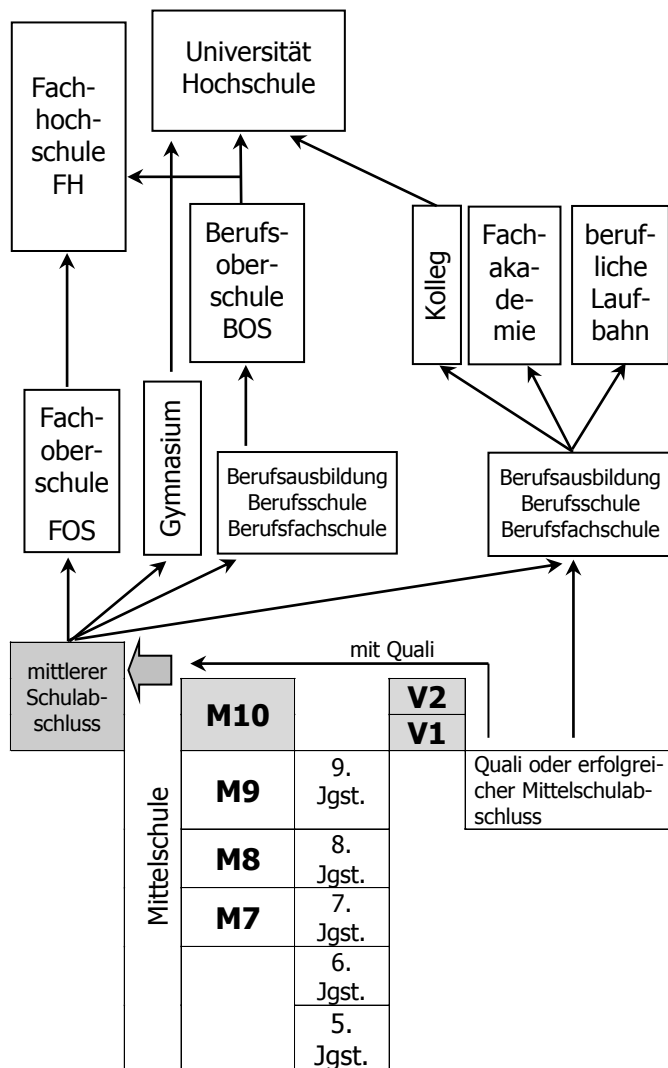 Universität
Hochschule
Fach-
hoch-
schule
FH
Berufs-
ober-
schule
BOS
Kolleg
Fach-
aka-
de-
mie
beruf-
liche
Lauf-
bahn
Fach-
ober-
schule
FOS
Gymnasium
Berufsausbildung
Berufsschule
Berufsfachschule
Berufsausbildung
Berufsschule
Berufsfachschule
mit Quali
mittlerer
Schulab-
schluss
M10
V2
V1
Mittelschule
M9
9.
Jgst.
Quali oder erfolgrei-
cher Mittelschulab-
schluss
M8
8.
Jgst.
M7
7.
Jgst.
6.
Jgst.
5.
Jgst.